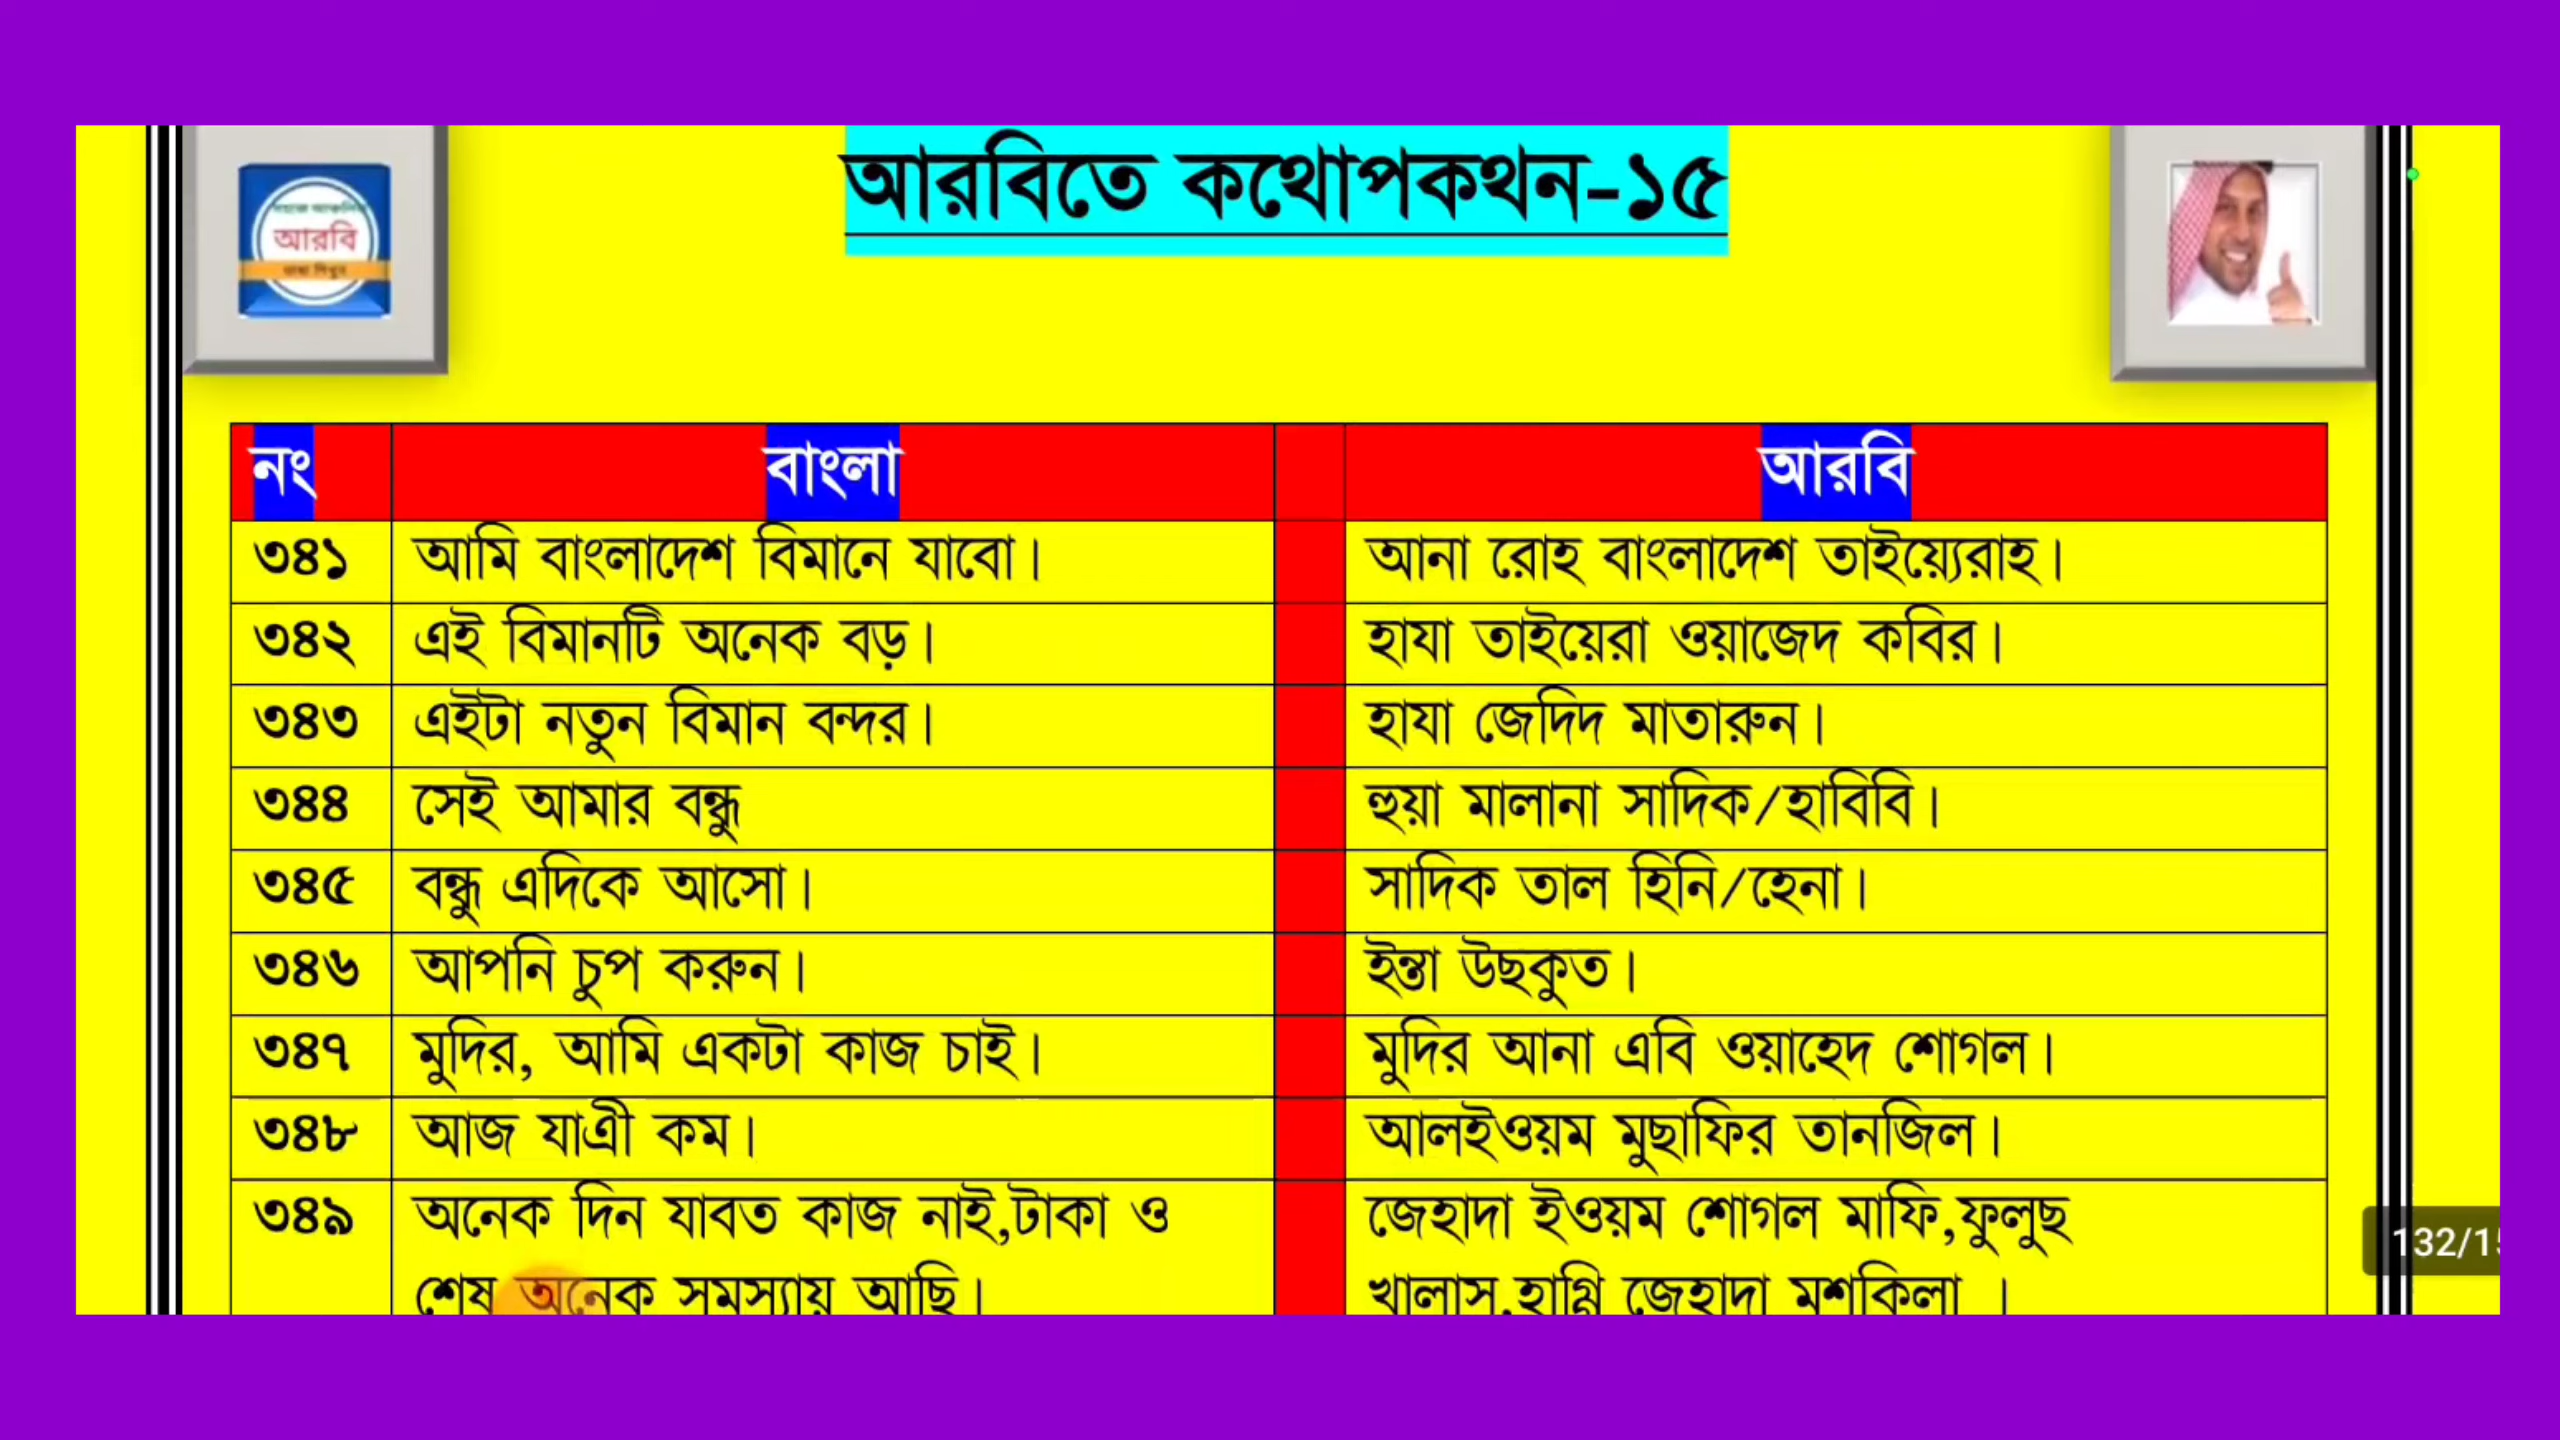 আরবিতে কথোপকথন-১৫
আরবি
নং বাংলা আরবি
৩৪১ আমি বাংলাদেশ বিমানে যাবো। আনা রোহ বাংলাদেশ তাইয়্যেরাহ।
৩৪২ এই বিমানটি অনেক বড়। হাযা তাইয়েরা ওয়াজেদ কবির।
৩৪৩ এইটা নতুন বিমান বন্দর। হাযা জেদিদ মাতারুন।
৩৪৪ সেই আমার বন্ধু হুয়া মালানা সাদিক/হাবিবি।
৩৪৫ বন্ধু এদিকে আসো। সাদিক তাল হিনি/হেনা।
৩৪৬ আপনি চুপ করুন। ইন্তা উছকুত।
৩৪৭ মুদির, আমি একটা কাজ চাই। মুদির আনা এবি ওয়াহেদ শোগল।
৩৪৮ আজ যাএী কম। আলইওয়ম মুছাফির তানজিল।
৩৪৯ অনেক দিন যাবত কাজ নাই,টাকা ও জেহাদা ইওয়ম শোগল মাফি,ফুলুছ
শেষ অনেক সমস্যায় আছি। খালাস,হাগ্গি জেহাদা মুশকিলা ।
132/15